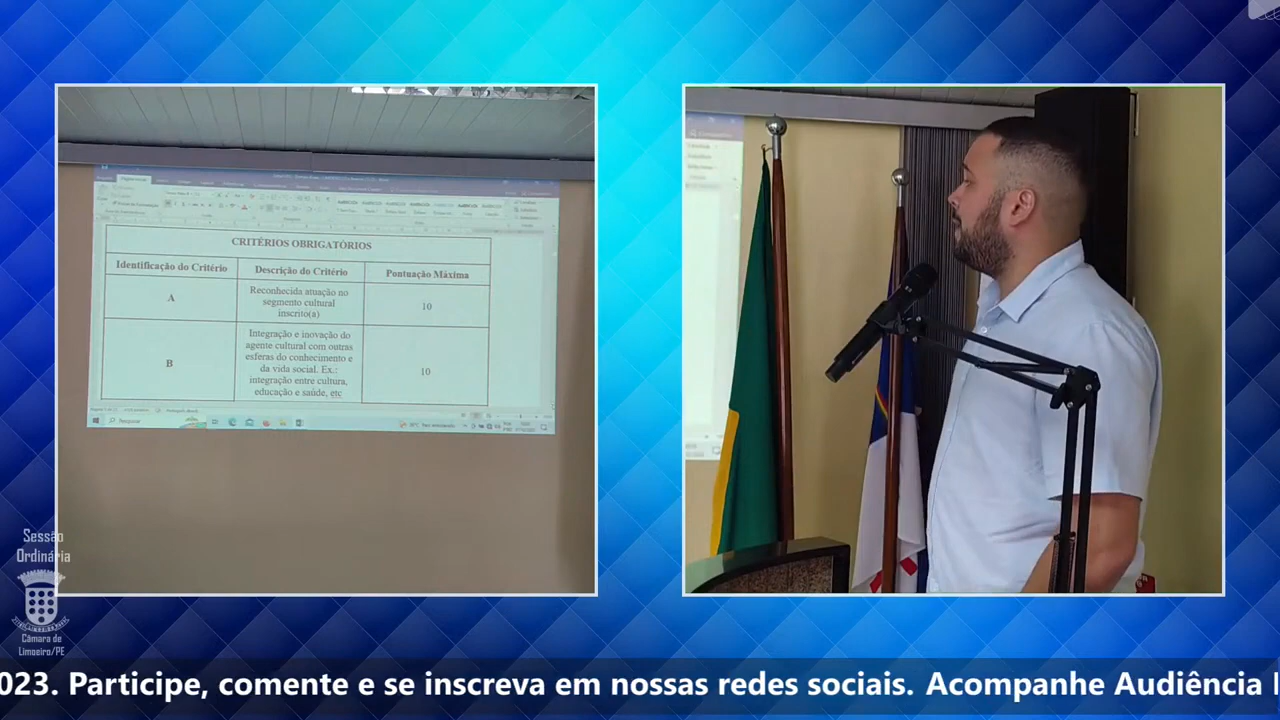 CRITÉRIOS OBRIGATÓRIOS
Identificação do Critério
Descrição do Critério
Pontuação Máxima
A
Reconhecida atuação no
segmento cultural
inscrito(a)
10
B
Integração e inovação do
agente cultural com outras
esferas do conhecimento e
da vida social. Ex.:
integração entre cultura,
educação e saúde, etc
10
Pesquisar
Sessão
Ordinária
Câmara de
Limoeiro/PE
023. Participe, comente e se inscreva em nossas redes sociais. Acompanhe Audiência